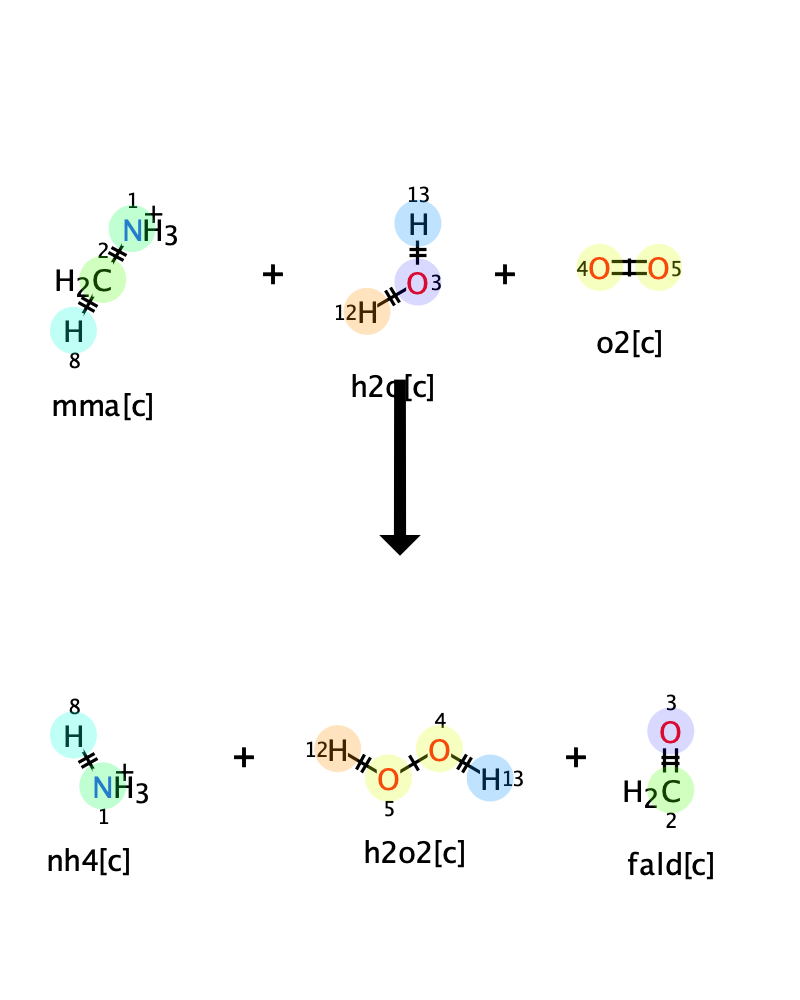 1
NH3+
2
H2C
H
8
mma[c]
+
13
H
O3
12H
h2o[c]
+
4O O5
o2[c]
8
H
NH3+
1
nh4[c]
+
12H
O
5
4
O
H13
h2o2[c]
+
3
O
H2C
2
fald[c]